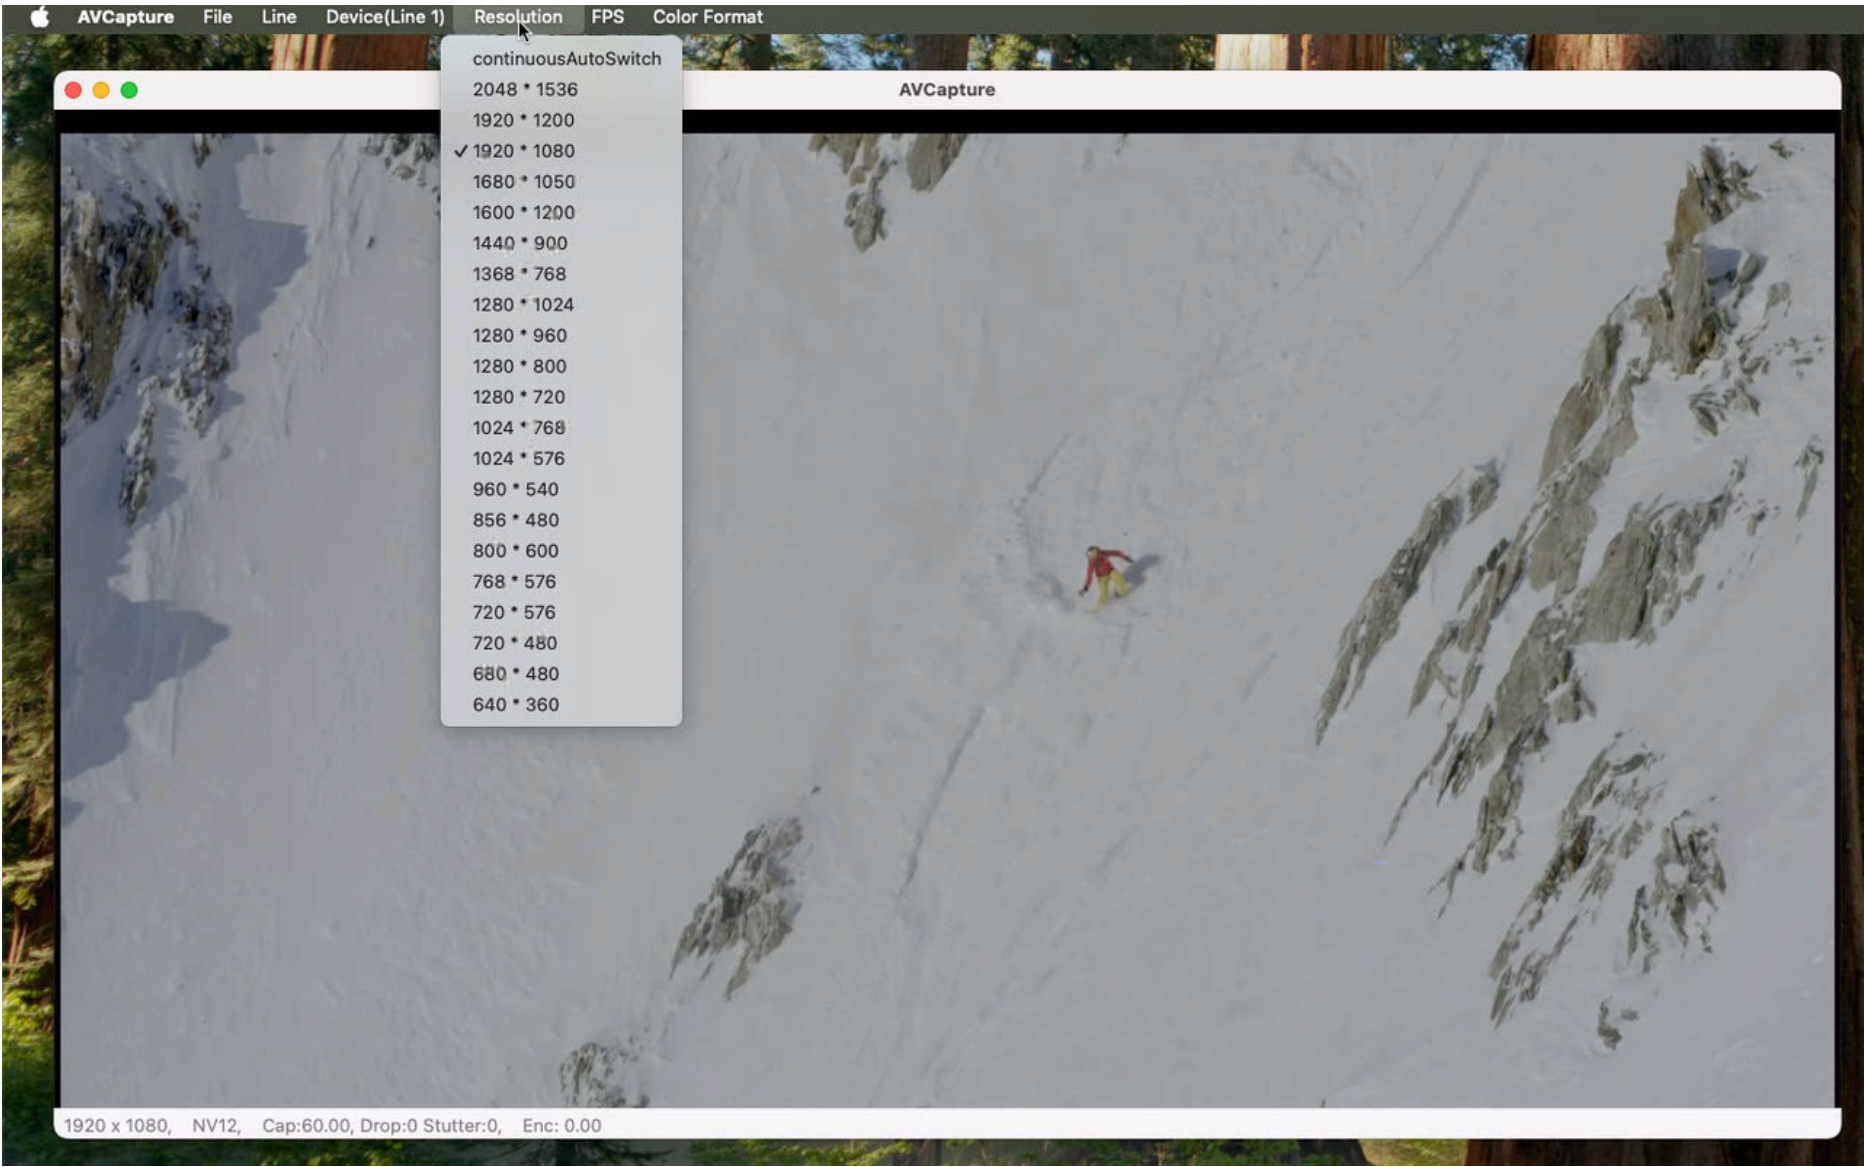 AVCapture File Line Device(Line 1) Resolution FPS Color Format
continuousAutoSwitch
AVCapture
2048 * 1536
1920 * 1200
✓ 1920 * 1080
1680 * 1050
1600 * 1200
1440 * 900
1368 * 768
1280 * 1024
1280 * 960
1280 * 800
1280 * 720
1024 * 768
1024 * 576
960 * 540
856 * 480
800 * 600
768 * 576
720 * 576
720 * 480
680 * 480
640 * 360
1920 x 1080, NV12, Cap:60.00, Drop:0 Stutter:0, Enc: 0.00